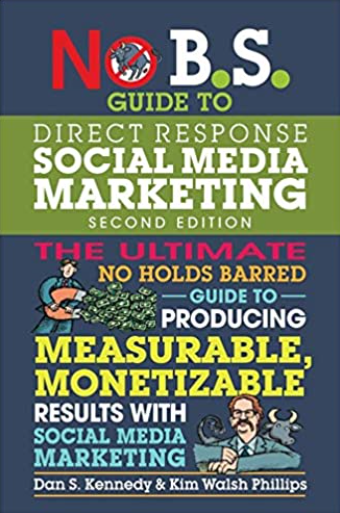 NO B.S.
GUIDE TO
DIRECT RESPONSE
SOCIAL MEDIA
MARKETING
SECOND EDITION
THE ULTIMATE
NO HOLDS BARRED
GUIDE TO
PRODUCING
MEASURABLE,
MONETIZABLE
RESULTS WITH
SOCIAL MEDIA
MARKETING
Dan S. Kennedy & Kim Walsh Phillips